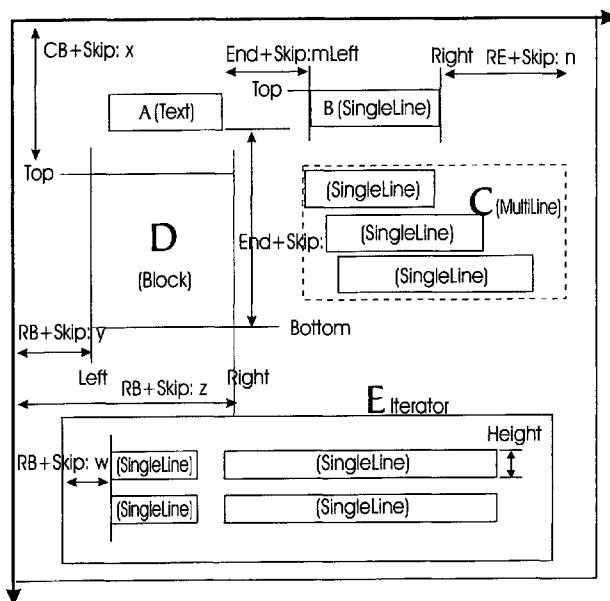 CB+Skip: x
End+Skip:m
Left
Right
RE+Skip: n
Top
A (Text)
B (SingleLine)
Top
(SingleLine)
C (MultiLine)
(SingleLine)
(SingleLine)
D
(Block)
End+Skip:
Bottom
RB+Skip: y
Left
Right
RB+Skip: z
E Iterator
Height
RB+Skip: w
(SingleLine)
(SingleLine)
(SingleLine)
(SingleLine)